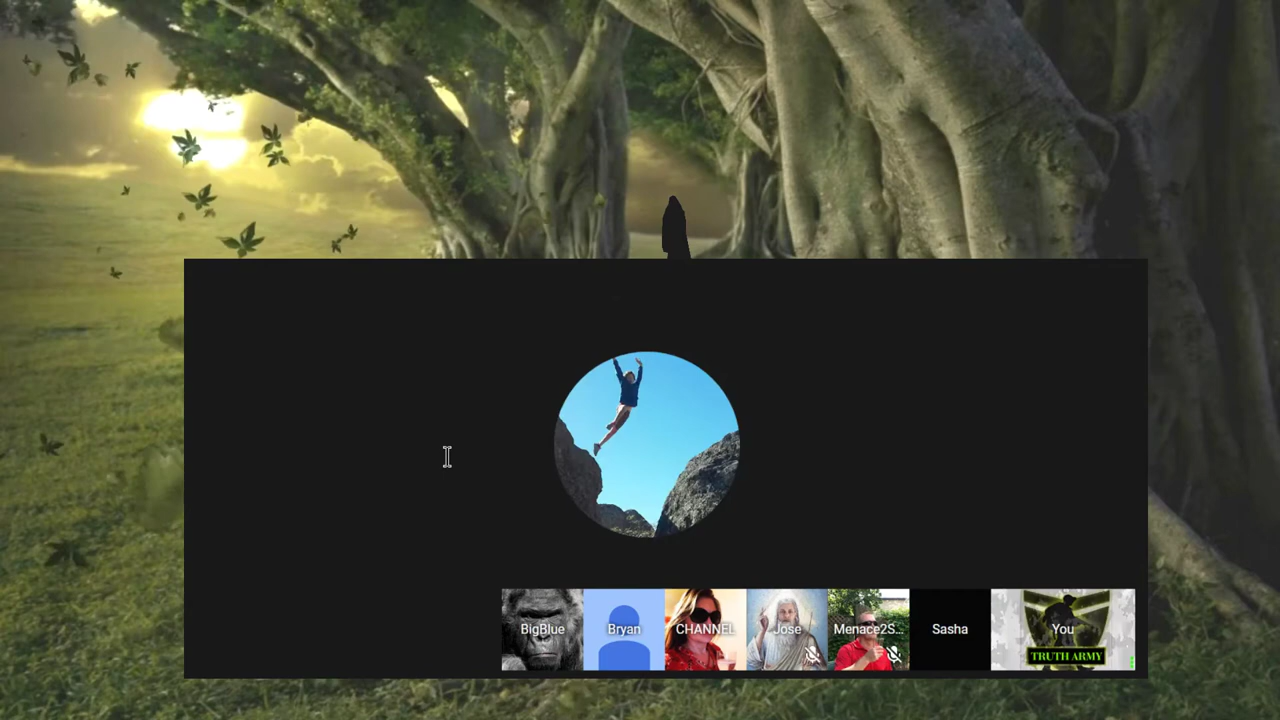 BigBlue
Bryan
CHANNEL
Jose
Menace2S...
Sasha
You
TRUTH ARMY